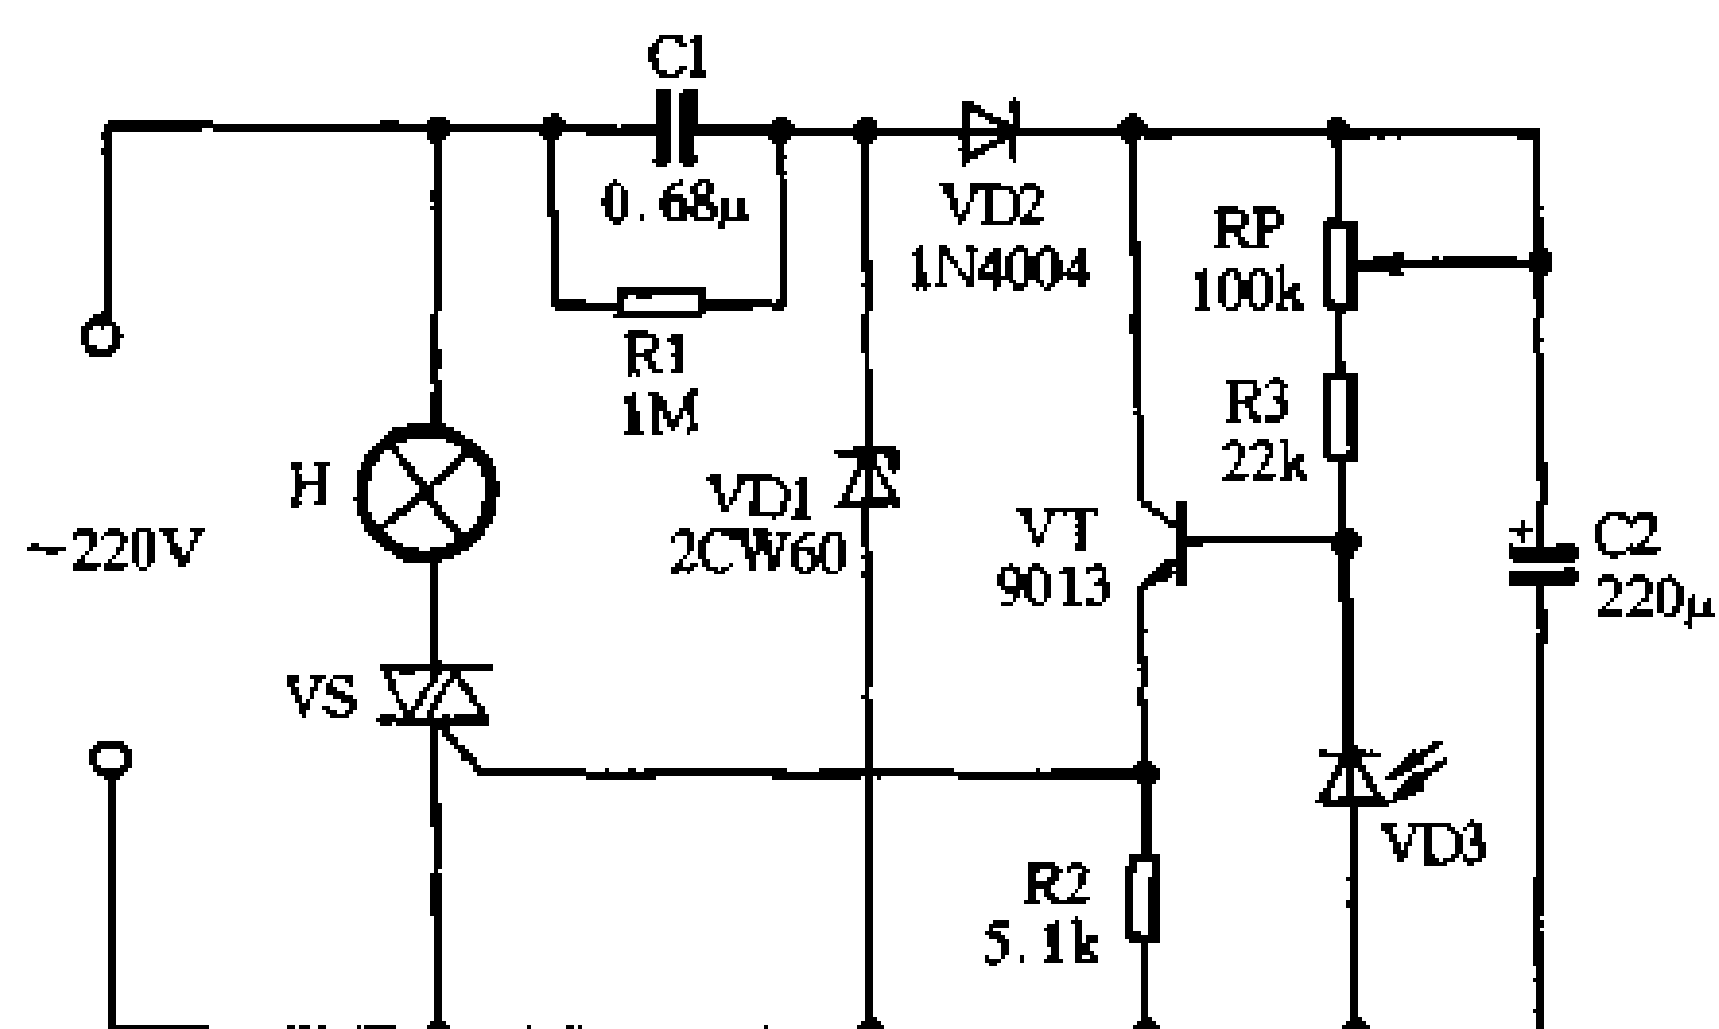 C1
0.68μ
VD2
1N4004
RP
100k
R1
1M
R3
22k
H
VD1
2CW60
VT
9013
+
C2
220μ
~220V
VS
VD3
R2
5.1k